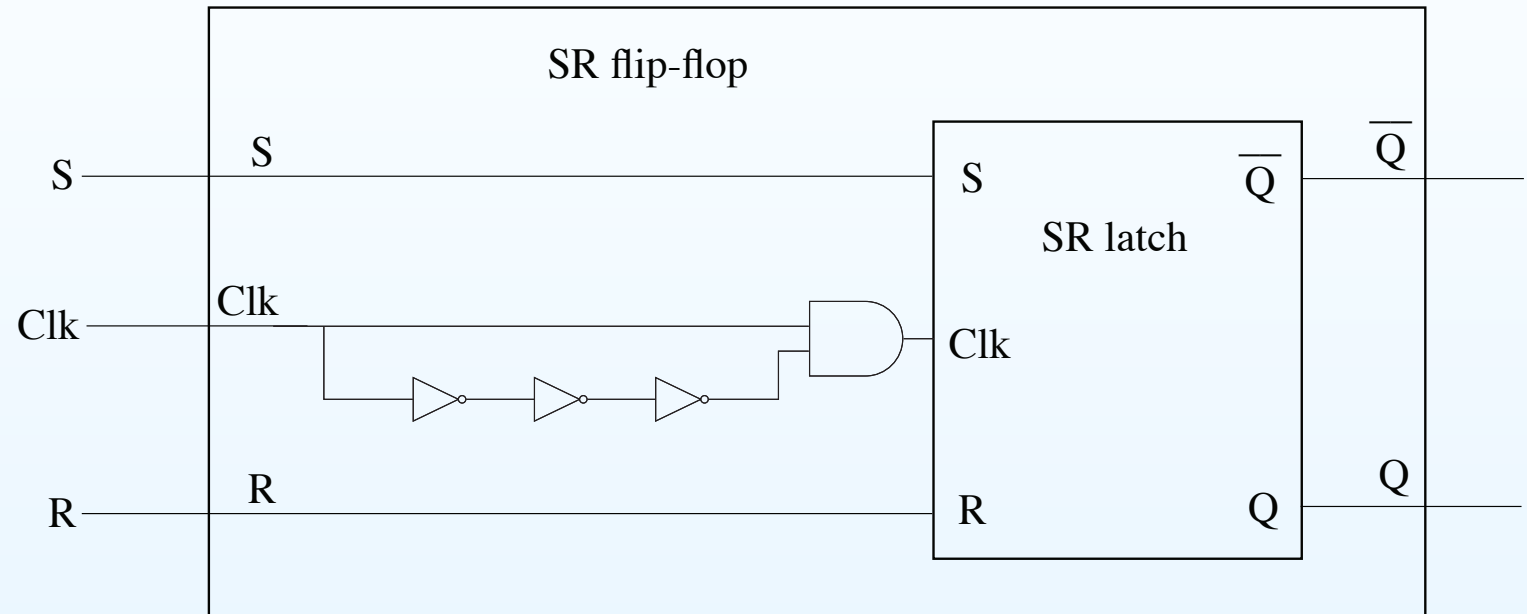 SR flip-flop
S
S
S
Q̅
Q̅
SR latch
Clk
Clk
Clk
R
R
R
Q
Q